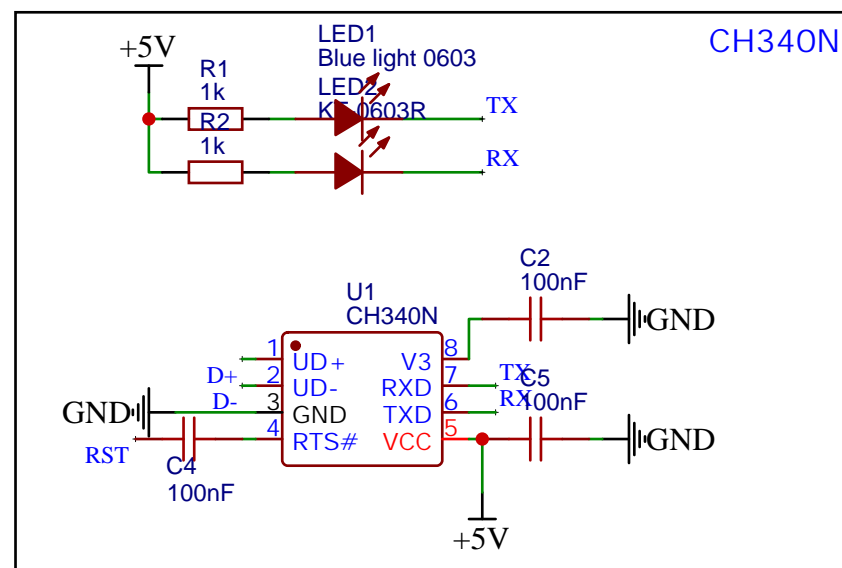 CH340N
+5V
LED1
Blue light 0603
LED2
KT-0603R
R1
1k
R2
1k
TX
RX
C2
100nF
GND
U1
CH340N
1 UD+
2 UD-
3 GND
4 RTS#
V3 8
RXD 7
TXD 6
VCC 5
D+
D-
GND
RST
C4
100nF
TX
RX
C5
100nF
GND
+5V